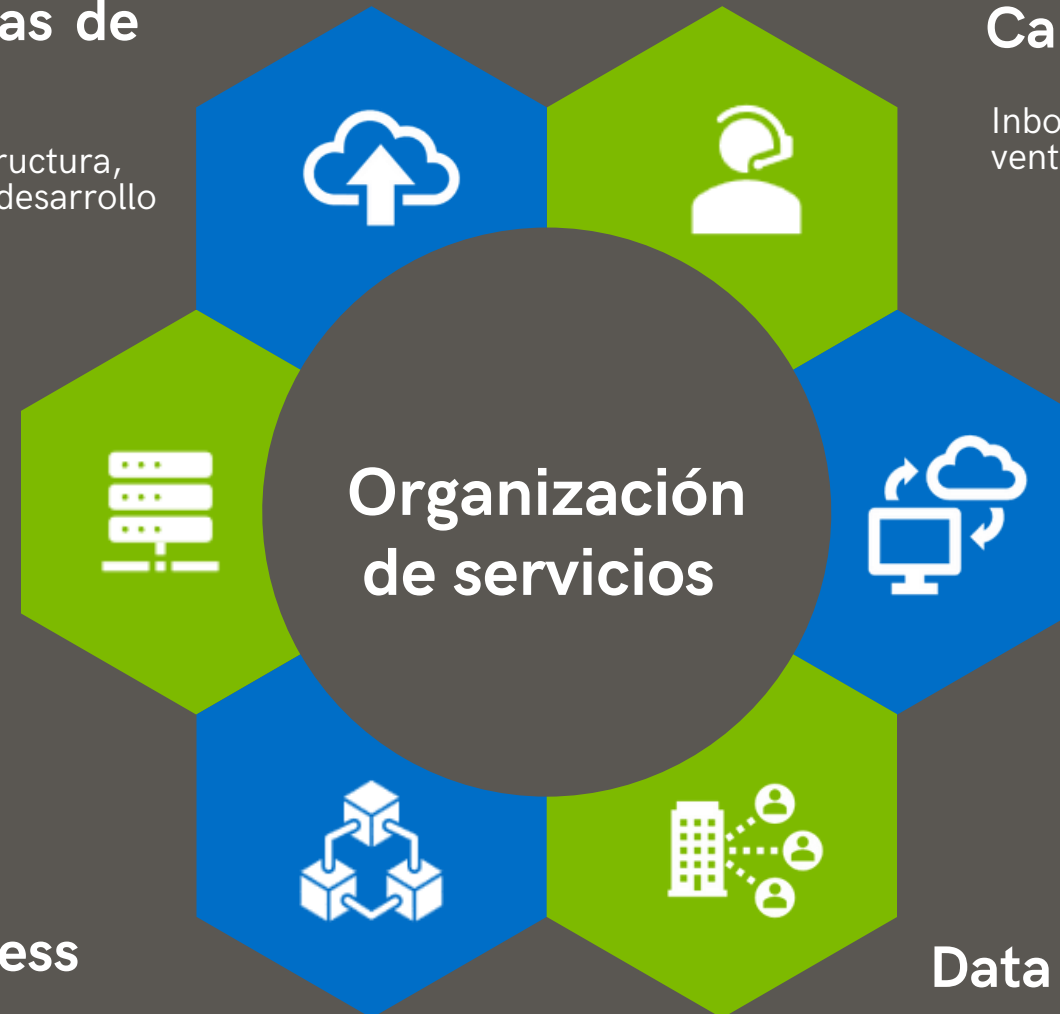 as de
ructura,
desarrollo
Ca
Inbo
vent
Organización
de servicios
ess
Data